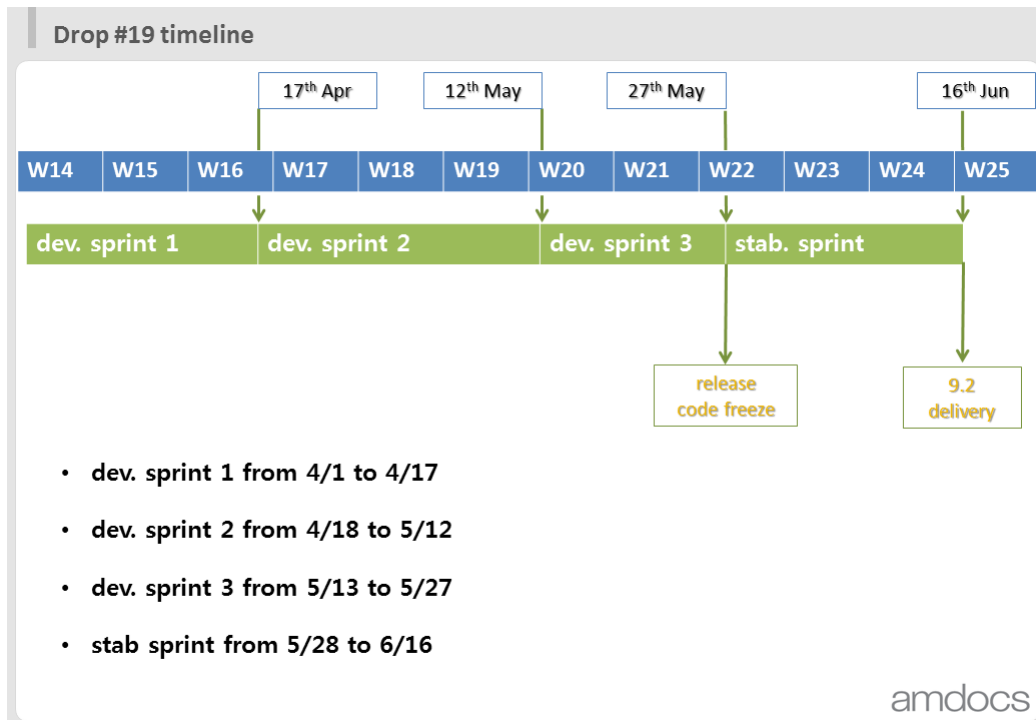 Drop #19 timeline
17th Apr
12th May
27th May
16th Jun
W14 W15 W16 W17 W18 W19 W20 W21 W22 W23 W24 W25
dev. sprint 1 dev. sprint 2 dev. sprint 3 stab. sprint
release
code freeze
9.2
delivery
• dev. sprint 1 from 4/1 to 4/17
• dev. sprint 2 from 4/18 to 5/12
• dev. sprint 3 from 5/13 to 5/27
• stab sprint from 5/28 to 6/16
amdocs